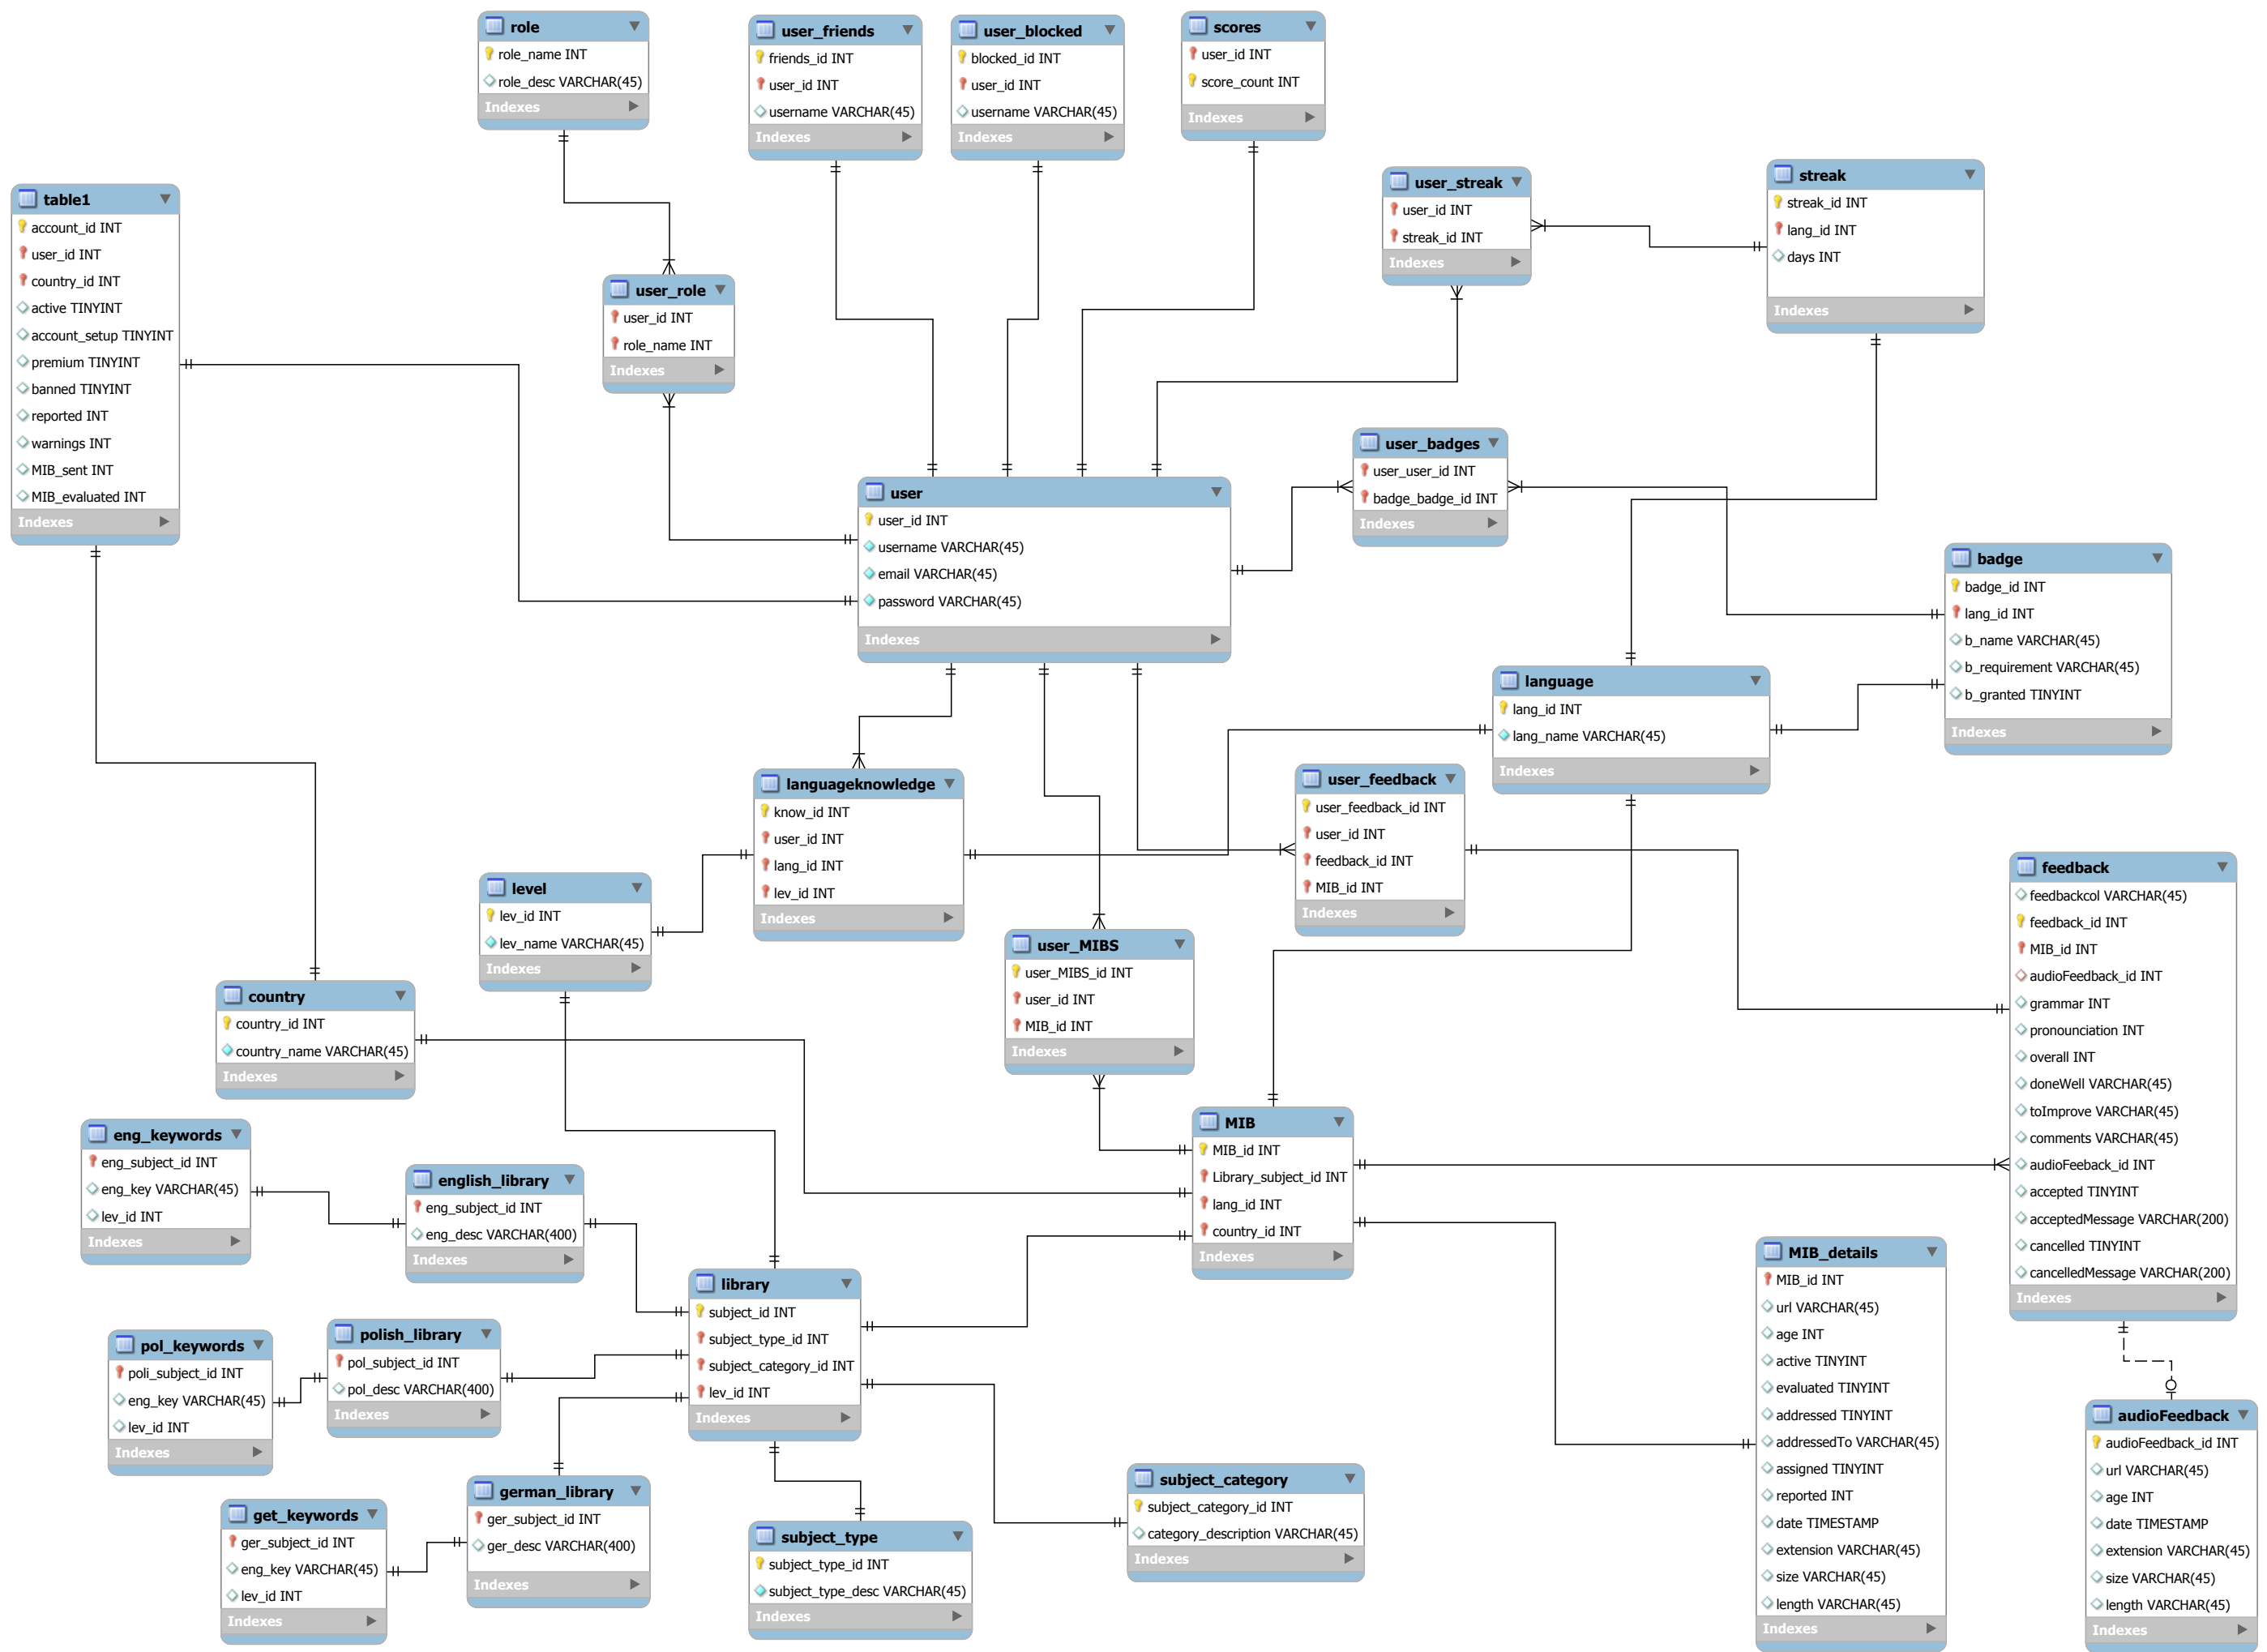 role
role_name INT
role_desc VARCHAR(45)
Indexes
user_friends
friends_id INT
user_id INT
username VARCHAR(45)
Indexes
user_blocked
blocked_id INT
user_id INT
username VARCHAR(45)
Indexes
scores
user_id INT
score_count INT
Indexes
user_streak
user_id INT
streak_id INT
Indexes
streak
streak_id INT
lang_id INT
days INT
Indexes
table1
account_id INT
user_id INT
country_id INT
active TINYINT
account_setup TINYINT
premium TINYINT
banned TINYINT
reported INT
warnings INT
MIB_sent INT
MIB_evaluated INT
Indexes
user_role
user_id INT
role_name INT
Indexes
user_badges
user_user_id INT
badge_badge_id INT
Indexes
user
user_id INT
username VARCHAR(45)
email VARCHAR(45)
password VARCHAR(45)
Indexes
badge
badge_id INT
lang_id INT
b_name VARCHAR(45)
b_requirement VARCHAR(45)
b_granted TINYINT
Indexes
language
lang_id INT
lang_name VARCHAR(45)
Indexes
languageknowledge
know_id INT
user_id INT
lang_id INT
lev_id INT
Indexes
user_feedback
user_feedback_id INT
user_id INT
feedback_id INT
MIB_id INT
Indexes
feedback
feedbackcol VARCHAR(45)
feedback_id INT
MIB_id INT
audioFeedback_id INT
grammar INT
pronounciation INT
overall INT
doneWell VARCHAR(45)
toImprove VARCHAR(45)
comments VARCHAR(45)
audioFeeback_id INT
accepted TINYINT
acceptedMessage VARCHAR(200)
cancelled TINYINT
cancelledMessage VARCHAR(200)
Indexes
level
lev_id INT
lev_name VARCHAR(45)
Indexes
user_MIBS
user_MIBS_id INT
user_id INT
MIB_id INT
Indexes
country
country_id INT
country_name VARCHAR(45)
Indexes
MIB
MIB_id INT
Library_subject_id INT
lang_id INT
country_id INT
Indexes
eng_keywords
eng_subject_id INT
eng_key VARCHAR(45)
lev_id INT
Indexes
english_library
eng_subject_id INT
eng_desc VARCHAR(400)
Indexes
MIB_details
MIB_id INT
url VARCHAR(45)
age INT
active TINYINT
evaluated TINYINT
addressed TINYINT
addressedTo VARCHAR(45)
assigned TINYINT
reported INT
date TIMESTAMP
extension VARCHAR(45)
size VARCHAR(45)
length VARCHAR(45)
Indexes
library
subject_id INT
subject_type_id INT
subject_category_id INT
lev_id INT
Indexes
pol_keywords
poli_subject_id INT
eng_key VARCHAR(45)
lev_id INT
Indexes
polish_library
pol_subject_id INT
pol_desc VARCHAR(400)
Indexes
audioFeedback
audioFeedback_id INT
url VARCHAR(45)
age INT
date TIMESTAMP
extension VARCHAR(45)
size VARCHAR(45)
length VARCHAR(45)
Indexes
subject_category
subject_category_id INT
category_description VARCHAR(45)
Indexes
german_library
ger_subject_id INT
ger_desc VARCHAR(400)
Indexes
get_keywords
ger_subject_id INT
eng_key VARCHAR(45)
lev_id INT
Indexes
subject_type
subject_type_id INT
subject_type_desc VARCHAR(45)
Indexes